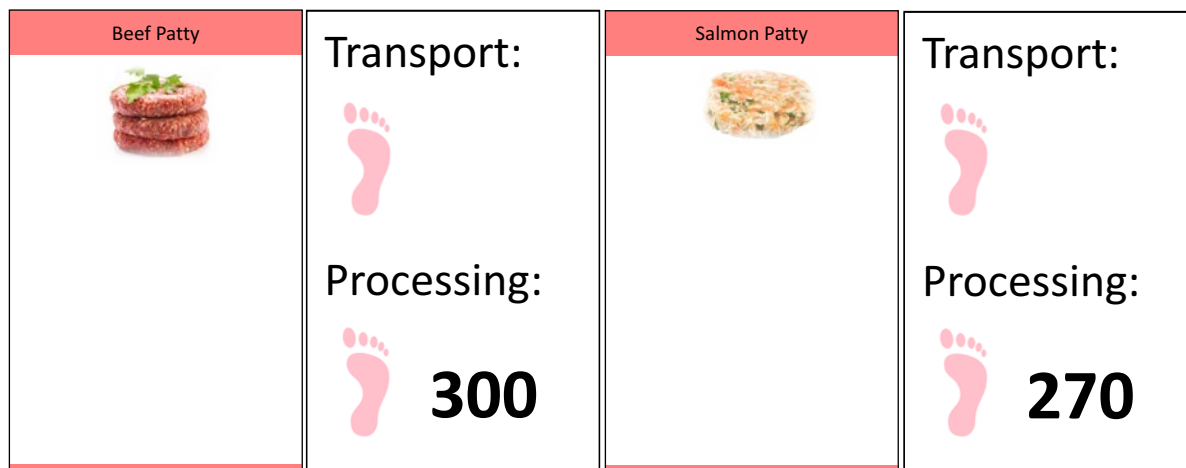 Beef Patty
Transport:
Processing:
300
Salmon Patty
Transport:
Processing:
270